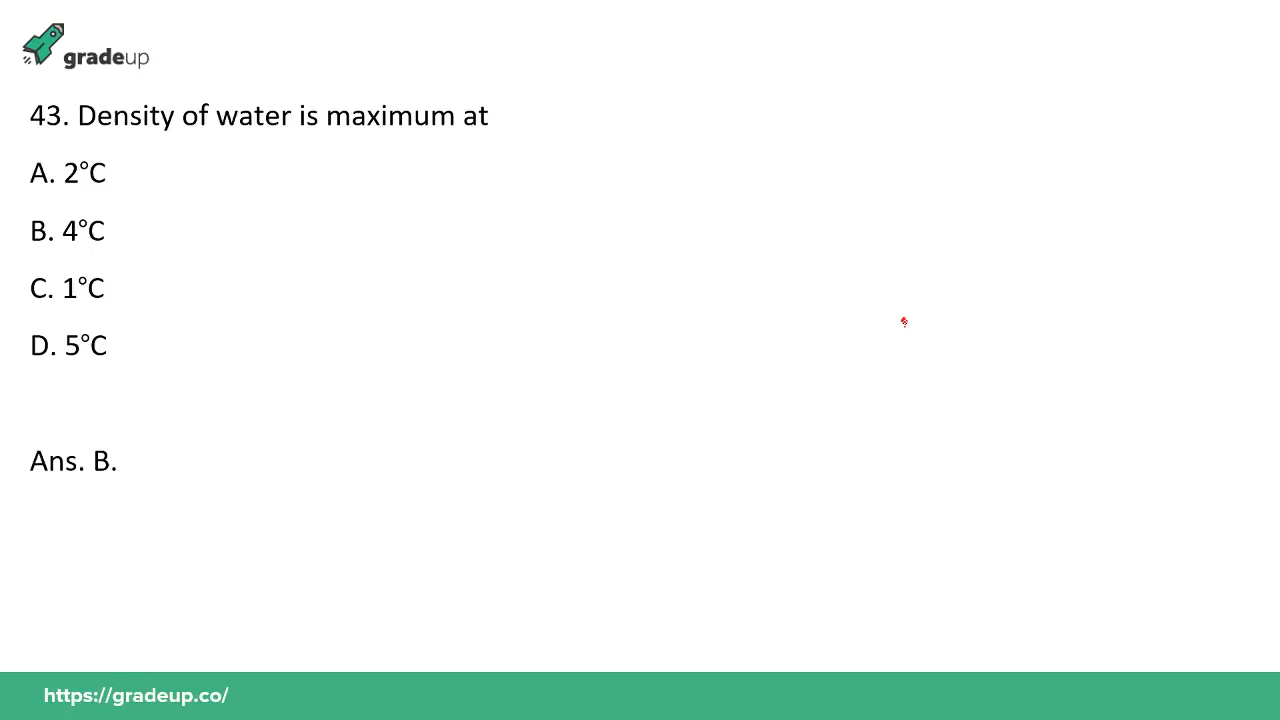 gradeup
43. Density of water is maximum at
A. 2°C
B. 4°C
C. 1°C
D. 5°C
Ans. B.
https://gradeup.co/